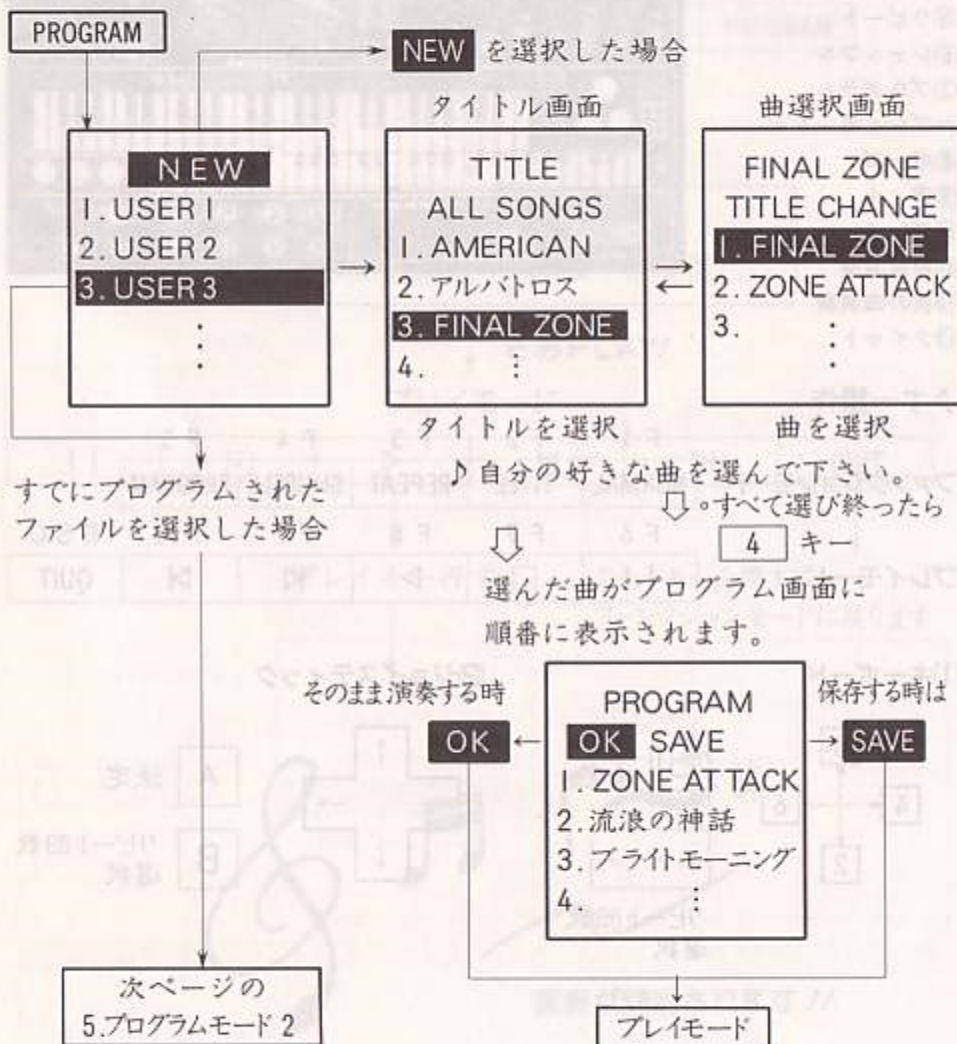 PROGRAM
NEW を選択した場合
タイトル画面
曲選択画面
NEW
1. USER 1
2. USER 2
3. USER 3
⋮
→
TITLE
ALL SONGS
1. AMERICAN
2. アルバトロス
3. FINAL ZONE
4. ⋮
→
←
FINAL ZONE
TITLE CHANGE
1. FINAL ZONE
2. ZONE ATTACK
3. ⋮
タイトルを選択
曲を選択
すでにプログラムされた
ファイルを選択した場合
♪自分の好きな曲を選んで下さい。
⇩。すべて選び終ったら
4 キー
⇩
選んだ曲がプログラム画面に
順番に表示されます。
そのまま演奏する時
OK ←
PROGRAM
OK SAVE
1. ZONE ATTACK
2. 流浪の神話
3. ブライトモーニング
4. ⋮
保存する時は
→ SAVE
次ページの
5.プログラムモード2
プレイモード